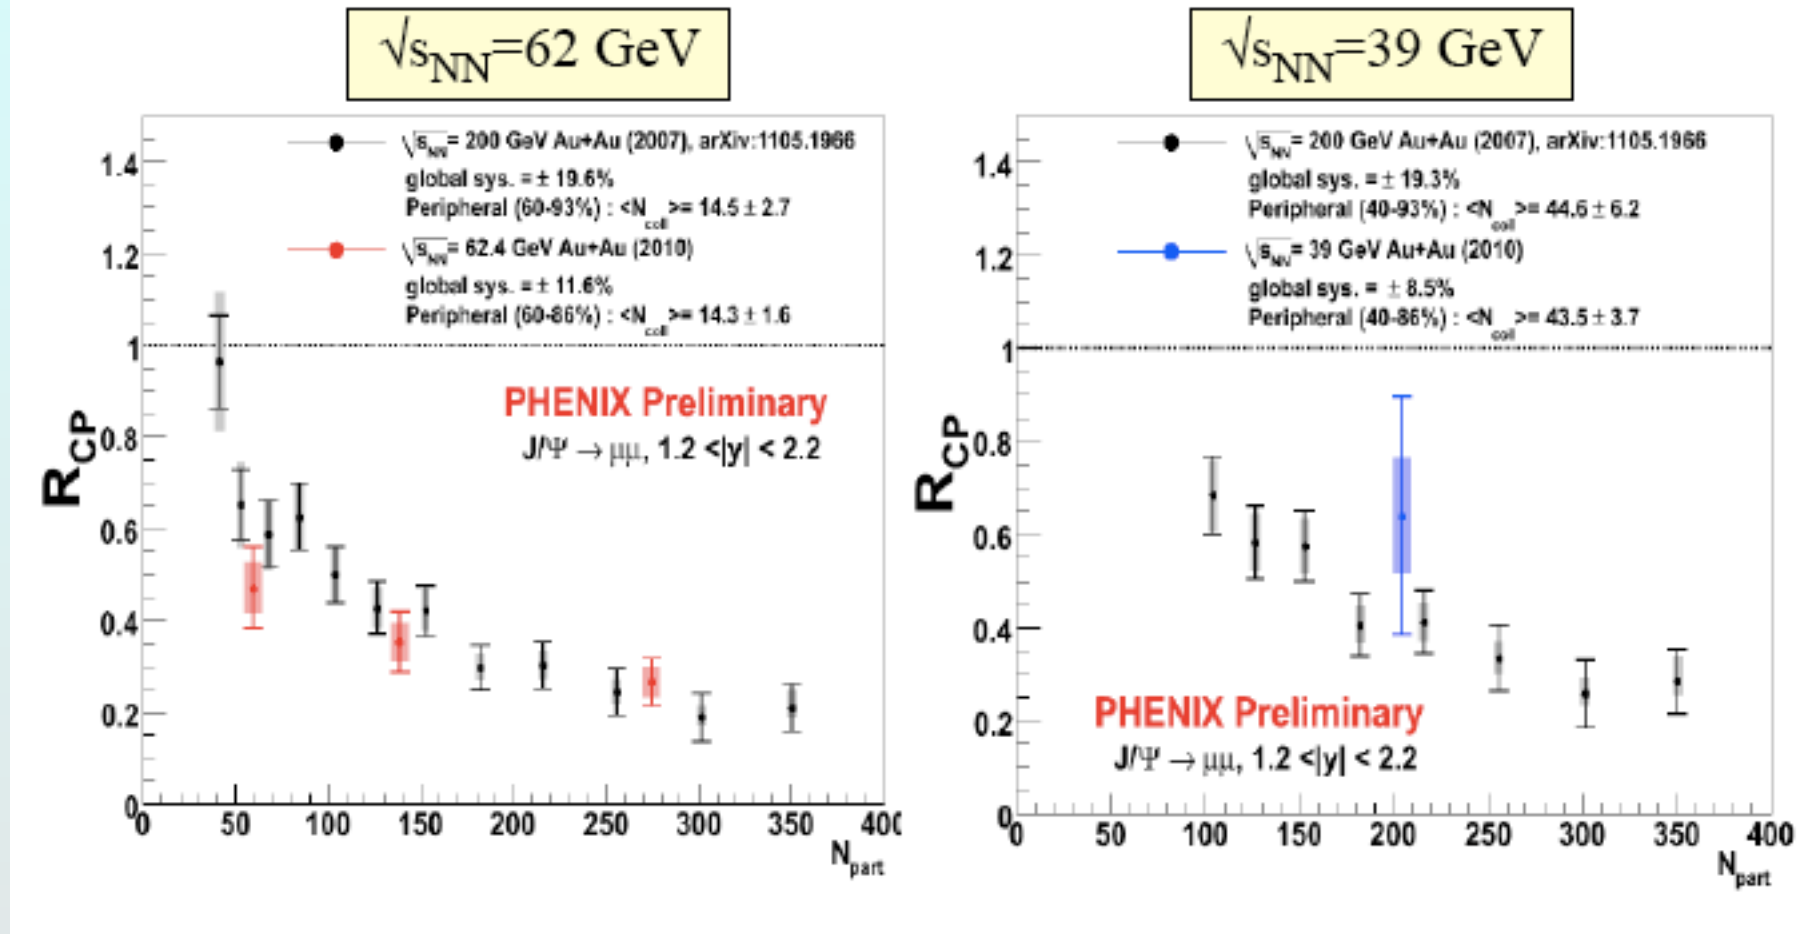 √sNN=62 GeV
√sNN= 200 GeV Au+Au (2007), arXiv:1105.1966
global sys. = ± 19.6%
Peripheral (60-93%) : <Ncoll>= 14.5 ± 2.7
√sNN= 62.4 GeV Au+Au (2010)
global sys. = ± 11.6%
Peripheral (60-86%) : <Ncoll>= 14.3 ± 1.6
PHENIX Preliminary
J/Ψ → μμ, 1.2 <|y| < 2.2
RCP
1.4
1.2
1
0.8
0.6
0.4
0.2
0
0 50 100 150 200 250 300 350 400
Npart
√sNN=39 GeV
√sNN= 200 GeV Au+Au (2007), arXiv:1105.1966
global sys. = ± 19.3%
Peripheral (40-93%) : <Ncoll>= 44.6 ± 6.2
√sNN= 39 GeV Au+Au (2010)
global sys. = ± 8.5%
Peripheral (40-86%) : <Ncoll>= 43.5 ± 3.7
RCP
1.4
1.2
1
0.8
0.6
0.4
0.2
0
PHENIX Preliminary
J/Ψ → μμ, 1.2 <|y| < 2.2
0 50 100 150 200 250 300 350 400
Npart